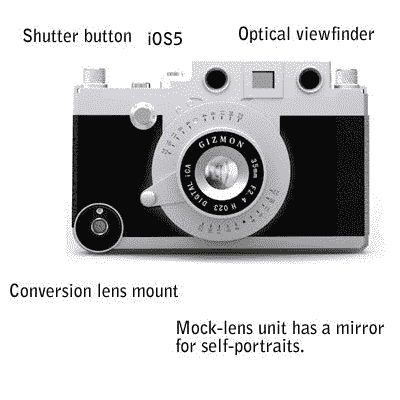 Shutter button iOS5 Optical viewfinder
GIZMON
35mm F2.4 H 023 DIGITAL iCA
Conversion lens mount
Mock-lens unit has a mirror
for self-portraits.